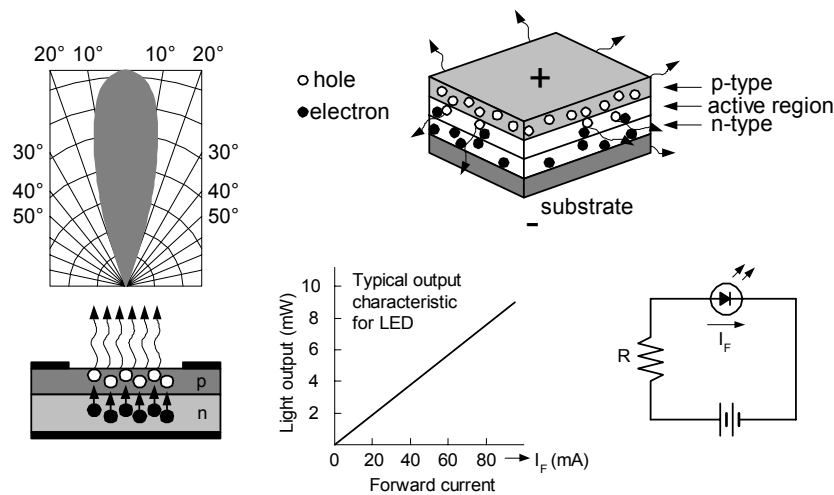 20° 10° 10° 20°
30° 30°
40° 40°
50° 50°
hole
electron
+
p-type
active region
n-type
substrate
-
p
n
Typical output
characteristic
for LED
Light output (mW)
10
8
6
4
2
0 20 40 60 80 I_F (mA)
Forward current
R
I_F